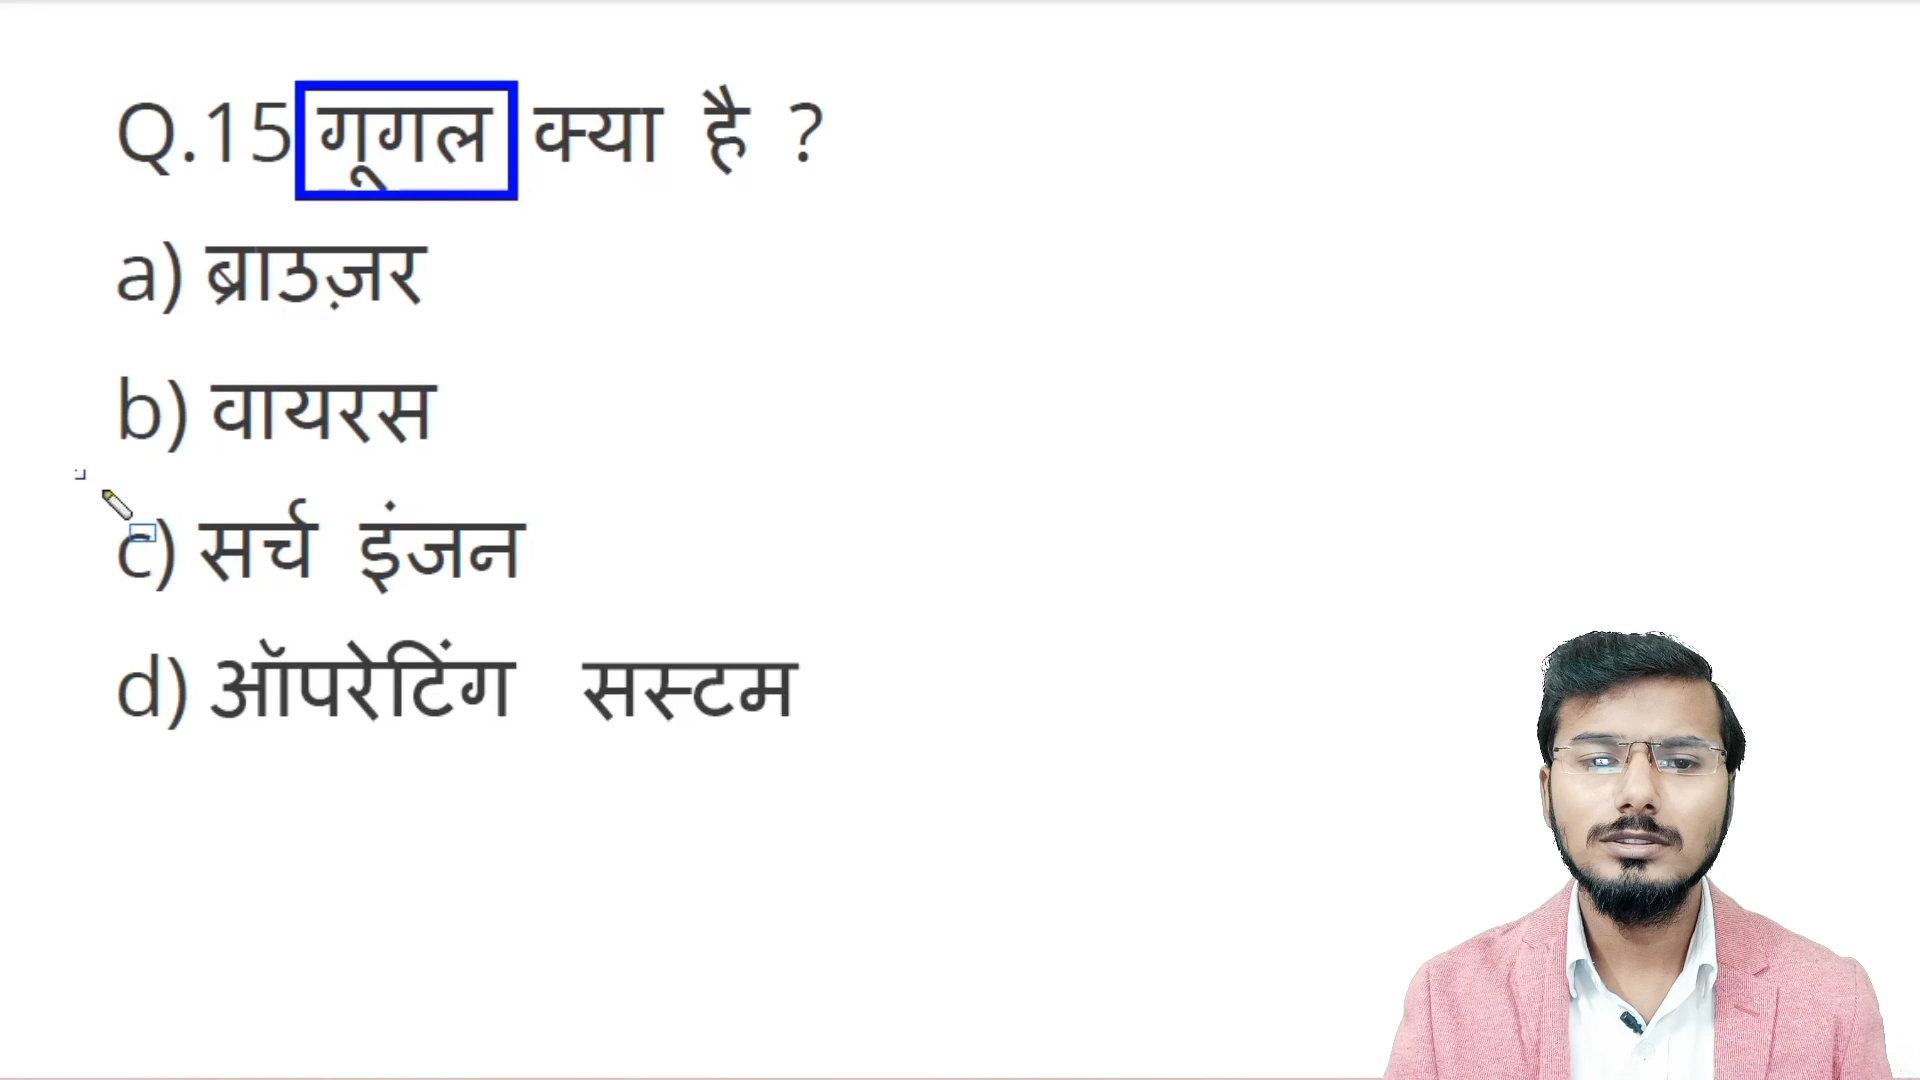 Q.15 गूगल क्या है ?
a) ब्राउज़र
b) वायरस
c) सर्च इंजन
d) ऑपरेटिंग सस्टम